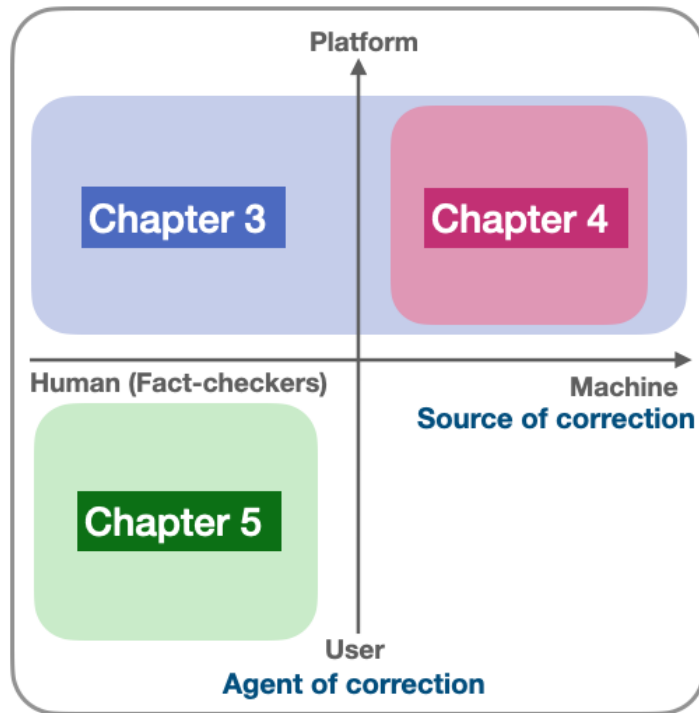 Platform
Chapter 3
Chapter 4
Human (Fact-checkers)
Machine
Source of correction
Chapter 5
User
Agent of correction